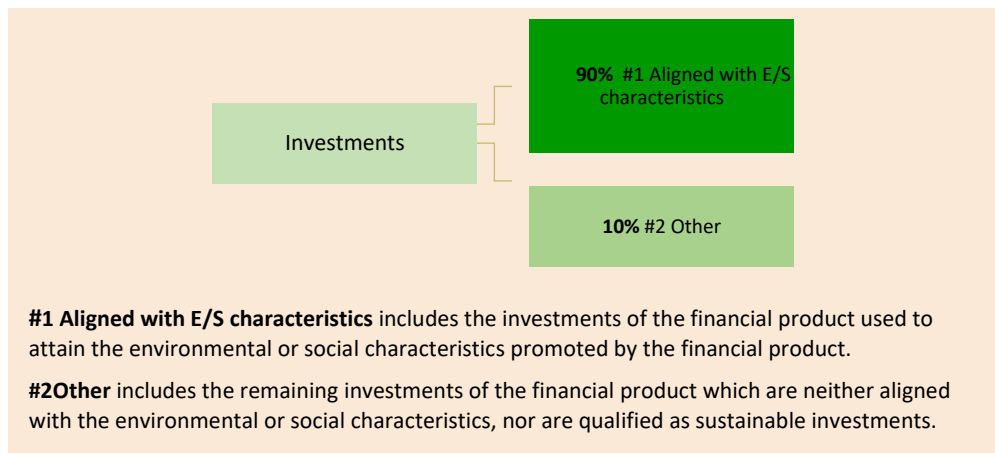 90% #1 Aligned with E/S
characteristics
Investments
10% #2 Other
#1 Aligned with E/S characteristics includes the investments of the financial product used to
attain the environmental or social characteristics promoted by the financial product.
#2Other includes the remaining investments of the financial product which are neither aligned
with the environmental or social characteristics, nor are qualified as sustainable investments.